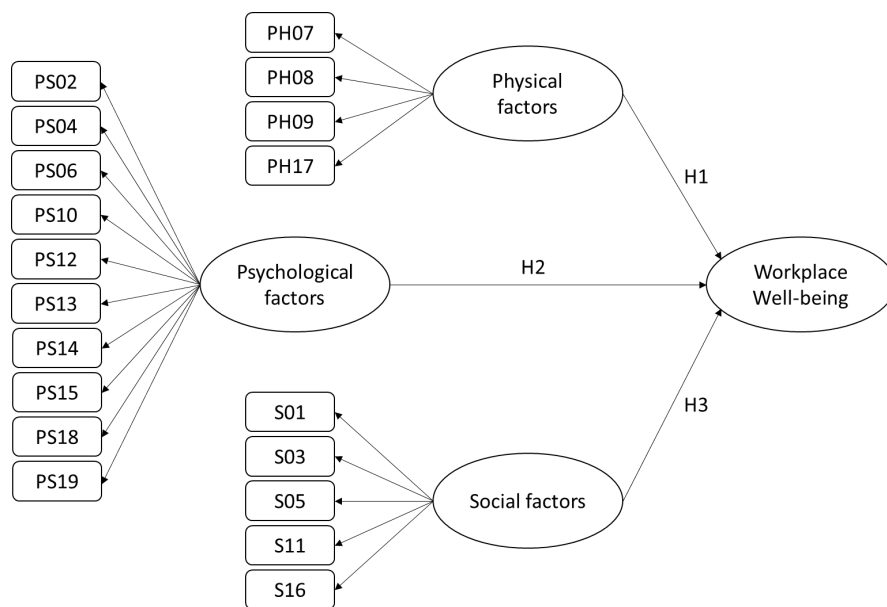 PH07
PH08
PH09
PH17
Physical
factors
H1
PS02
PS04
PS06
PS10
PS12
PS13
PS14
PS15
PS18
PS19
Psychological
factors
H2
Workplace
Well-being
S01
S03
S05
S11
S16
Social factors
H3